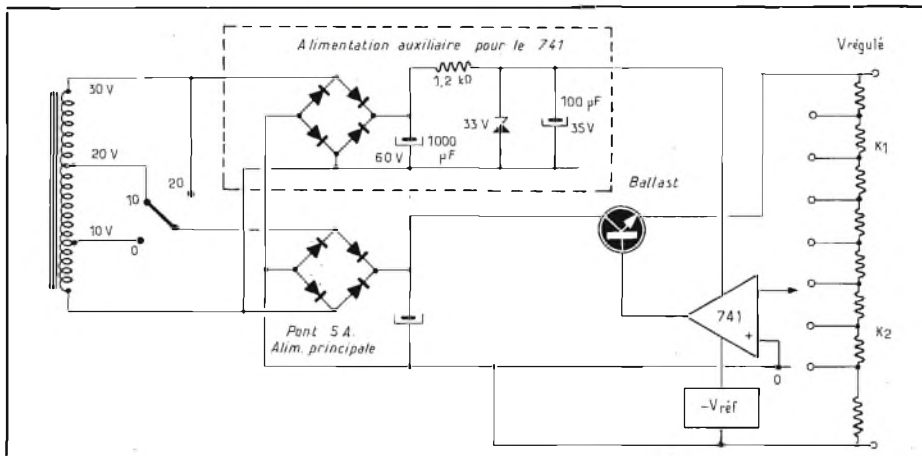 Alimentation auxiliaire pour le 741
Vrégulé
30 V
1,2 kΩ
100 µF
35V
33 V
1000
µF
60 V
K1
20 V
20
10
Ballast
10 V
0
741
+
K2
Pont 5 A.
Alim. principale
0
-Vréf